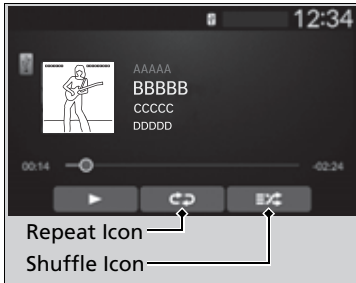 12:34
AAAAA
BBBBB
CCCCC
DDDDD
00:14 -02:24
Repeat Icon
Shuffle Icon